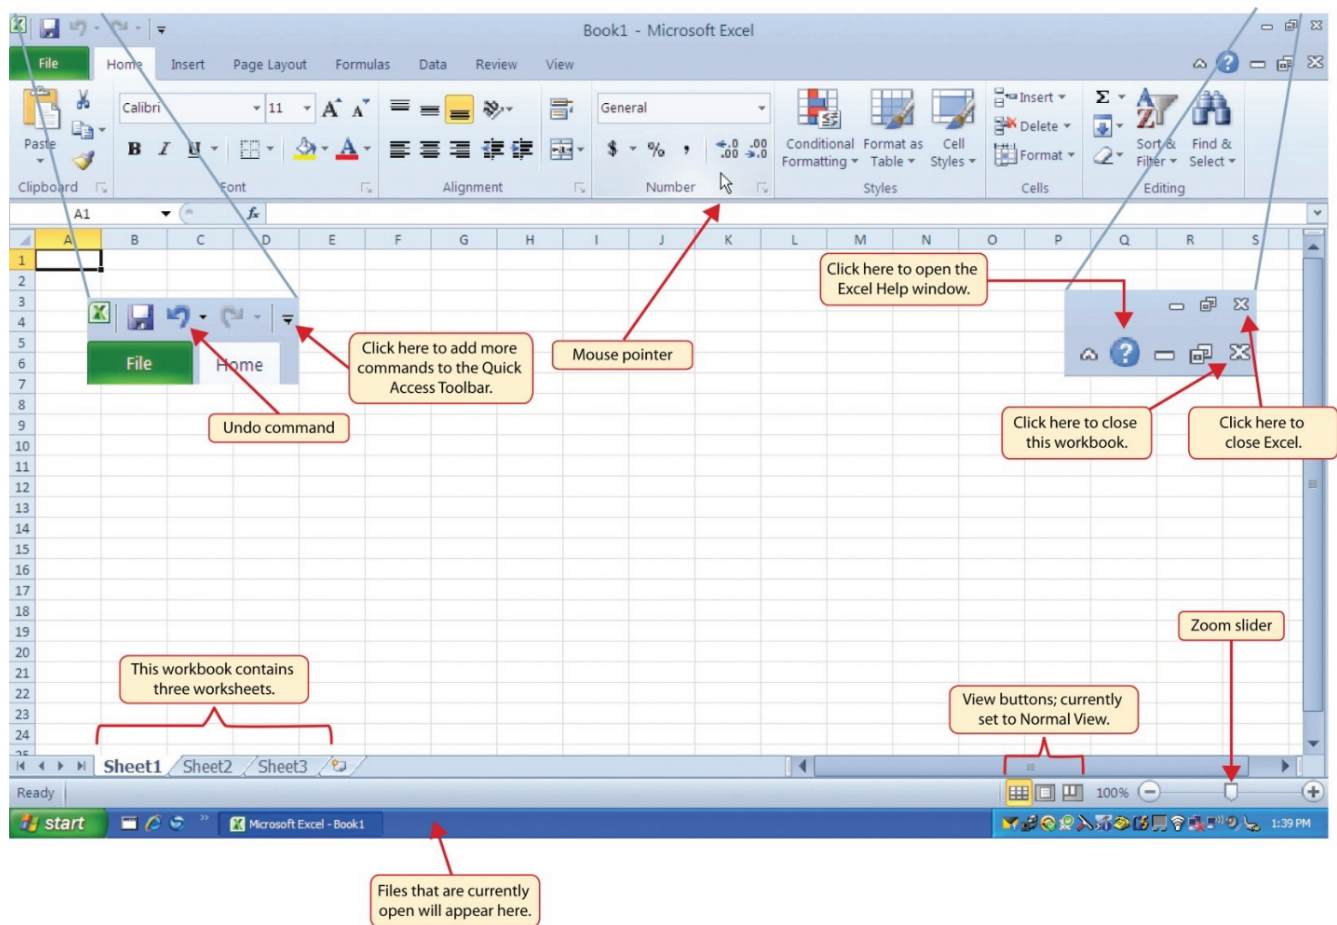 Book1 - Microsoft Excel
File Home Insert Page Layout Formulas Data Review View
Calibri 11 A A General Σ Insert
Delete
Paste B I U A $ % , .0 .00 .00 .0 Conditional Formatting Format as Table Cell Styles Format Sort & Filter Find & Select
Clipboard Font Alignment Number Styles Cells Editing
A1 fx
A B C D E F G H I J K L M N O P Q R S
1
2
3
4
5
6
7
8
9
10
11
12
13
14
15
16
17
18
19
20
21
22
23
24
25
Click here to open the
Excel Help window.
File Home
Click here to add more
commands to the Quick
Access Toolbar.
Mouse pointer
Undo command
Click here to close
this workbook.
Click here to
close Excel.
Zoom slider
This workbook contains
three worksheets.
View buttons; currently
set to Normal View.
Sheet1 Sheet2 Sheet3
Ready 100%
start Microsoft Excel - Book1 1:39 PM
Files that are currently
open will appear here.